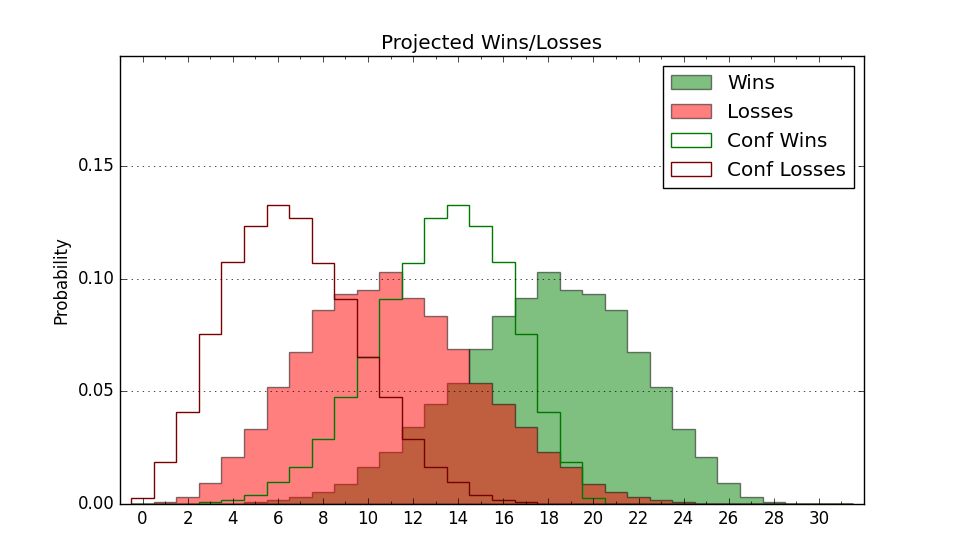 Projected Wins/Losses
Wins
Losses
Conf Wins
Conf Losses
Probability
0.15
0.10
0.05
0.00
0 2 4 6 8 10 12 14 16 18 20 22 24 26 28 30